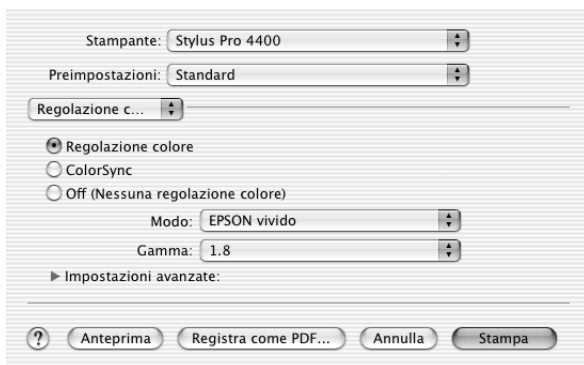 Stampante: Stylus Pro 4400
Preimpostazioni: Standard
Regolazione c...
Regolazione colore
ColorSync
Off (Nessuna regolazione colore)
Modo: EPSON vivido
Gamma: 1.8
Impostazioni avanzate:
? Anteprima Registra come PDF... Annulla Stampa